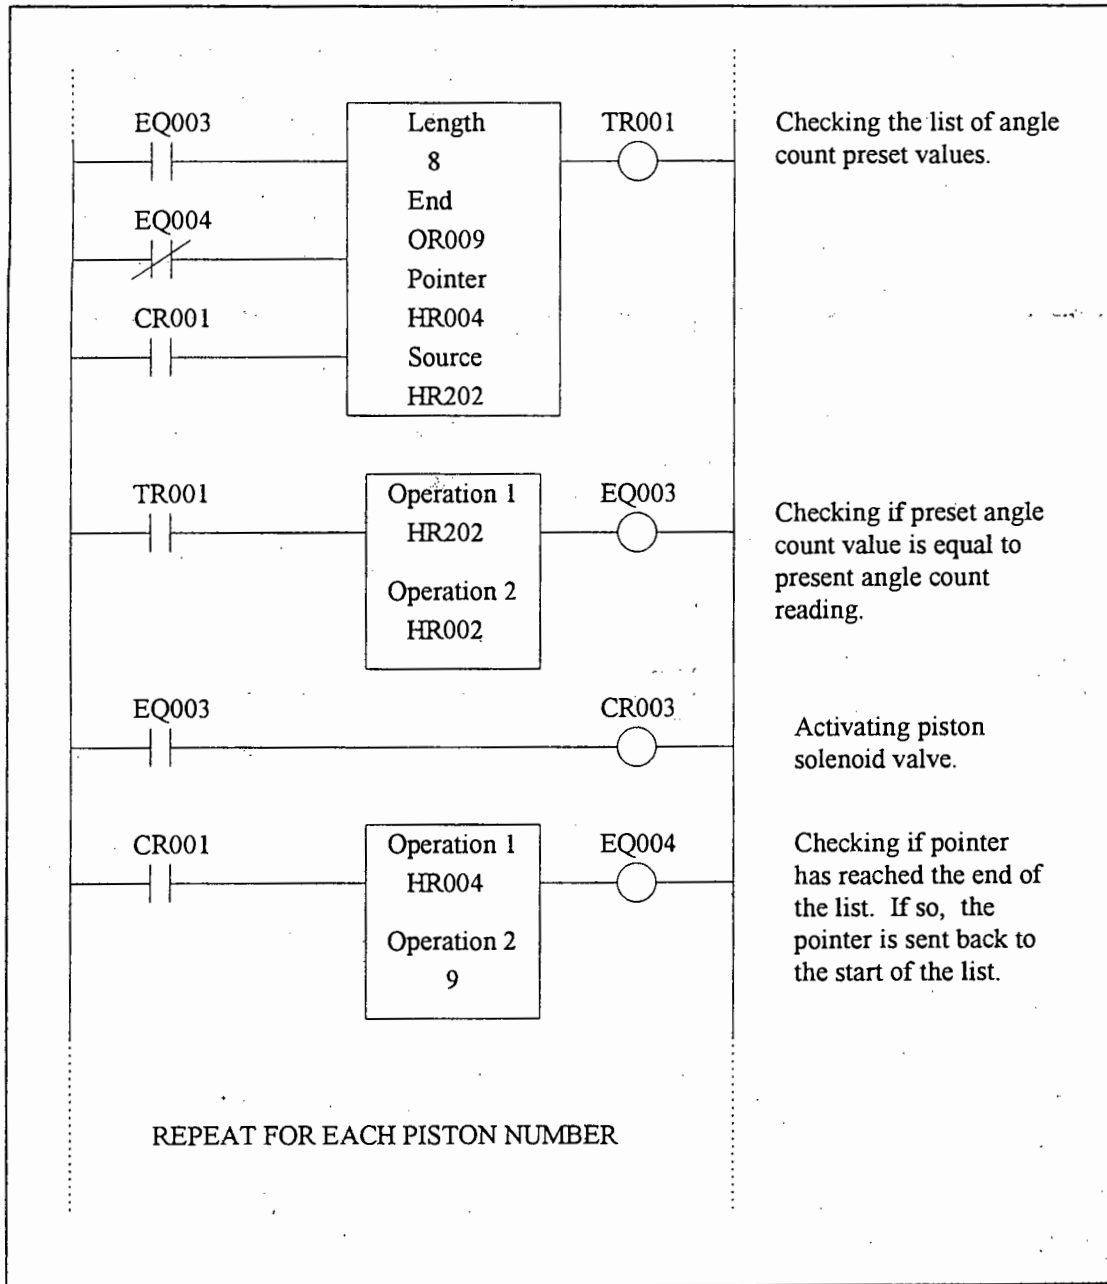 EQ003
EQ004
CR001
Length
8
End
OR009
Pointer
HR004
Source
HR202
TR001
Checking the list of angle
count preset values.
TR001
Operation 1
HR202
Operation 2
HR002
EQ003
Checking if preset angle
count value is equal to
present angle count
reading.
EQ003
CR003
Activating piston
solenoid valve.
CR001
Operation 1
HR004
Operation 2
9
EQ004
Checking if pointer
has reached the end of
the list. If so, the
pointer is sent back to
the start of the list.
REPEAT FOR EACH PISTON NUMBER